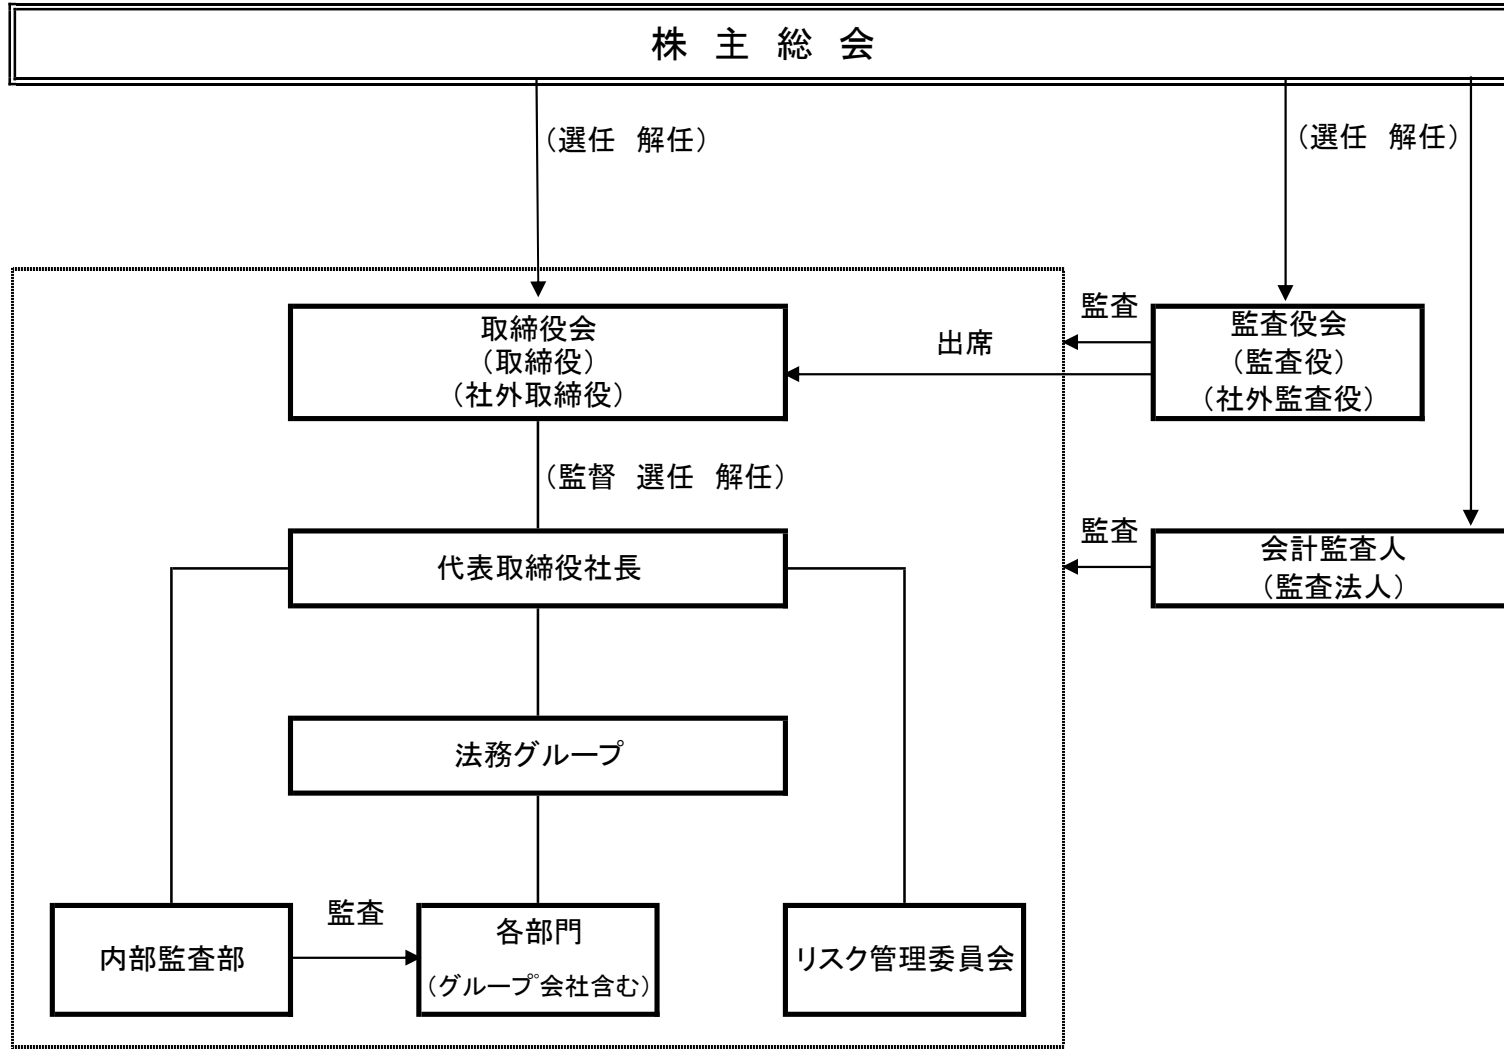 株 主 総 会
（選任　解任）
（選任　解任）
取締役会
（取締役）
（社外取締役）
出席
監査
監査役会
（監査役）
（社外監査役）
（監督　選任　解任）
代表取締役社長
監査
会計監査人
（監査法人）
法務グループ
内部監査部
監査
各部門
（グループ会社含む）
リスク管理委員会